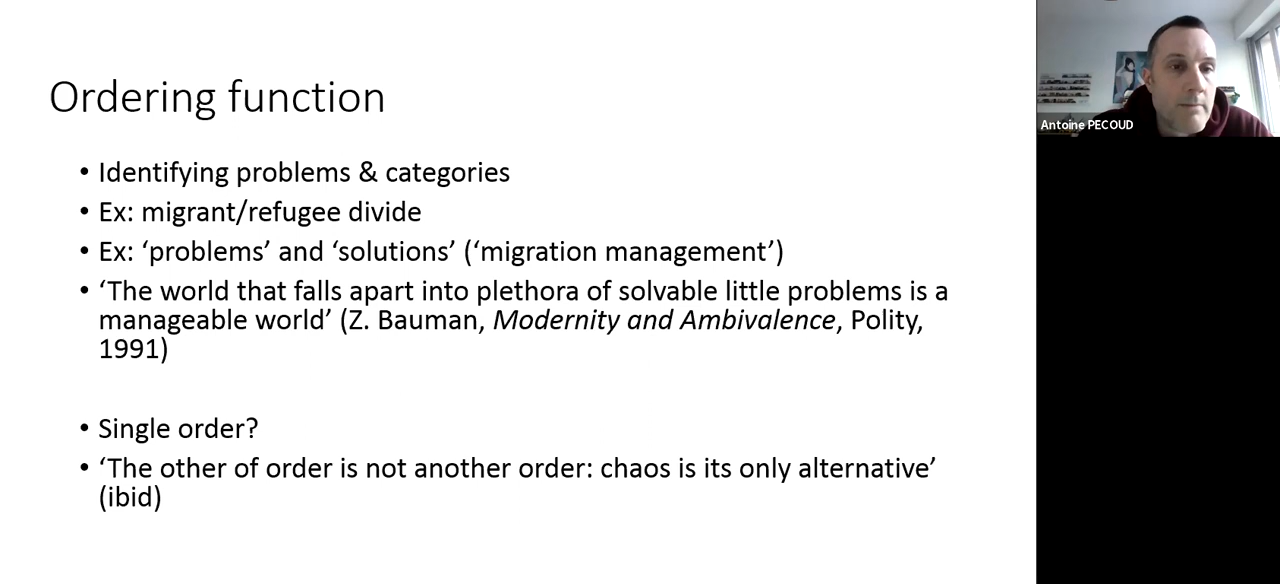 Ordering function
• Identifying problems & categories
• Ex: migrant/refugee divide
• Ex: ‘problems’ and ‘solutions’ (‘migration management’)
• ‘The world that falls apart into plethora of solvable little problems is a
manageable world’ (Z. Bauman, Modernity and Ambivalence, Polity,
1991)
• Single order?
• ‘The other of order is not another order: chaos is its only alternative’
(ibid)
Antoine PECOUD